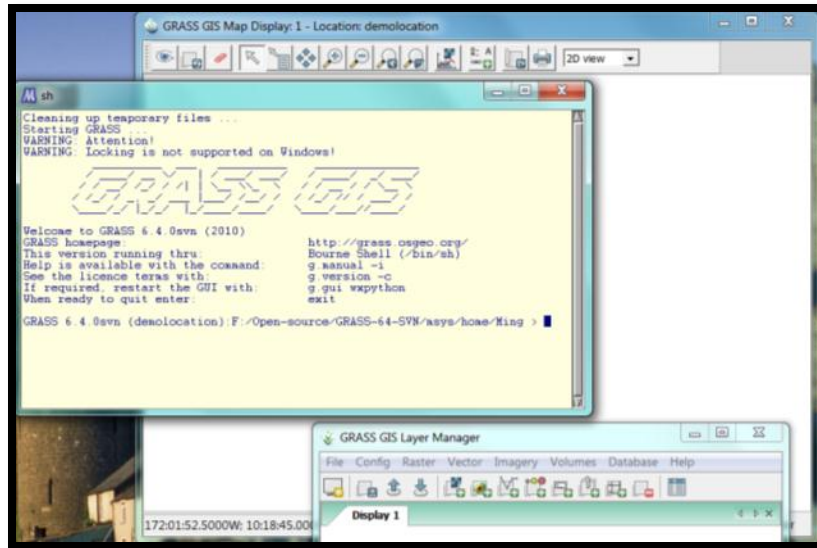 GRASS GIS Map Display: 1 - Location: demolocation
2D view
sh
Cleaning up temporary files ...
Starting GRASS ...
WARNING: Attention!
WARNING: Locking is not supported on Windows!
GRASS GIS
Welcome to GRASS 6.4.0svn (2010)
GRASS homepage: http://grass.osgeo.org/
This version running thru: Bourne Shell (/bin/sh)
Help is available with the command: g.manual -i
See the licence terms with: g.version -c
If required, restart the GUI with: g.gui wxpython
When ready to quit enter: exit
GRASS 6.4.0svn (demolocation):F:/Open-source/GRASS-64-SVN/msys/home/Ming >
GRASS GIS Layer Manager
File Config Raster Vector Imagery Volumes Database Help
Display 1
172:01:52.5000W; 10:18:45.00